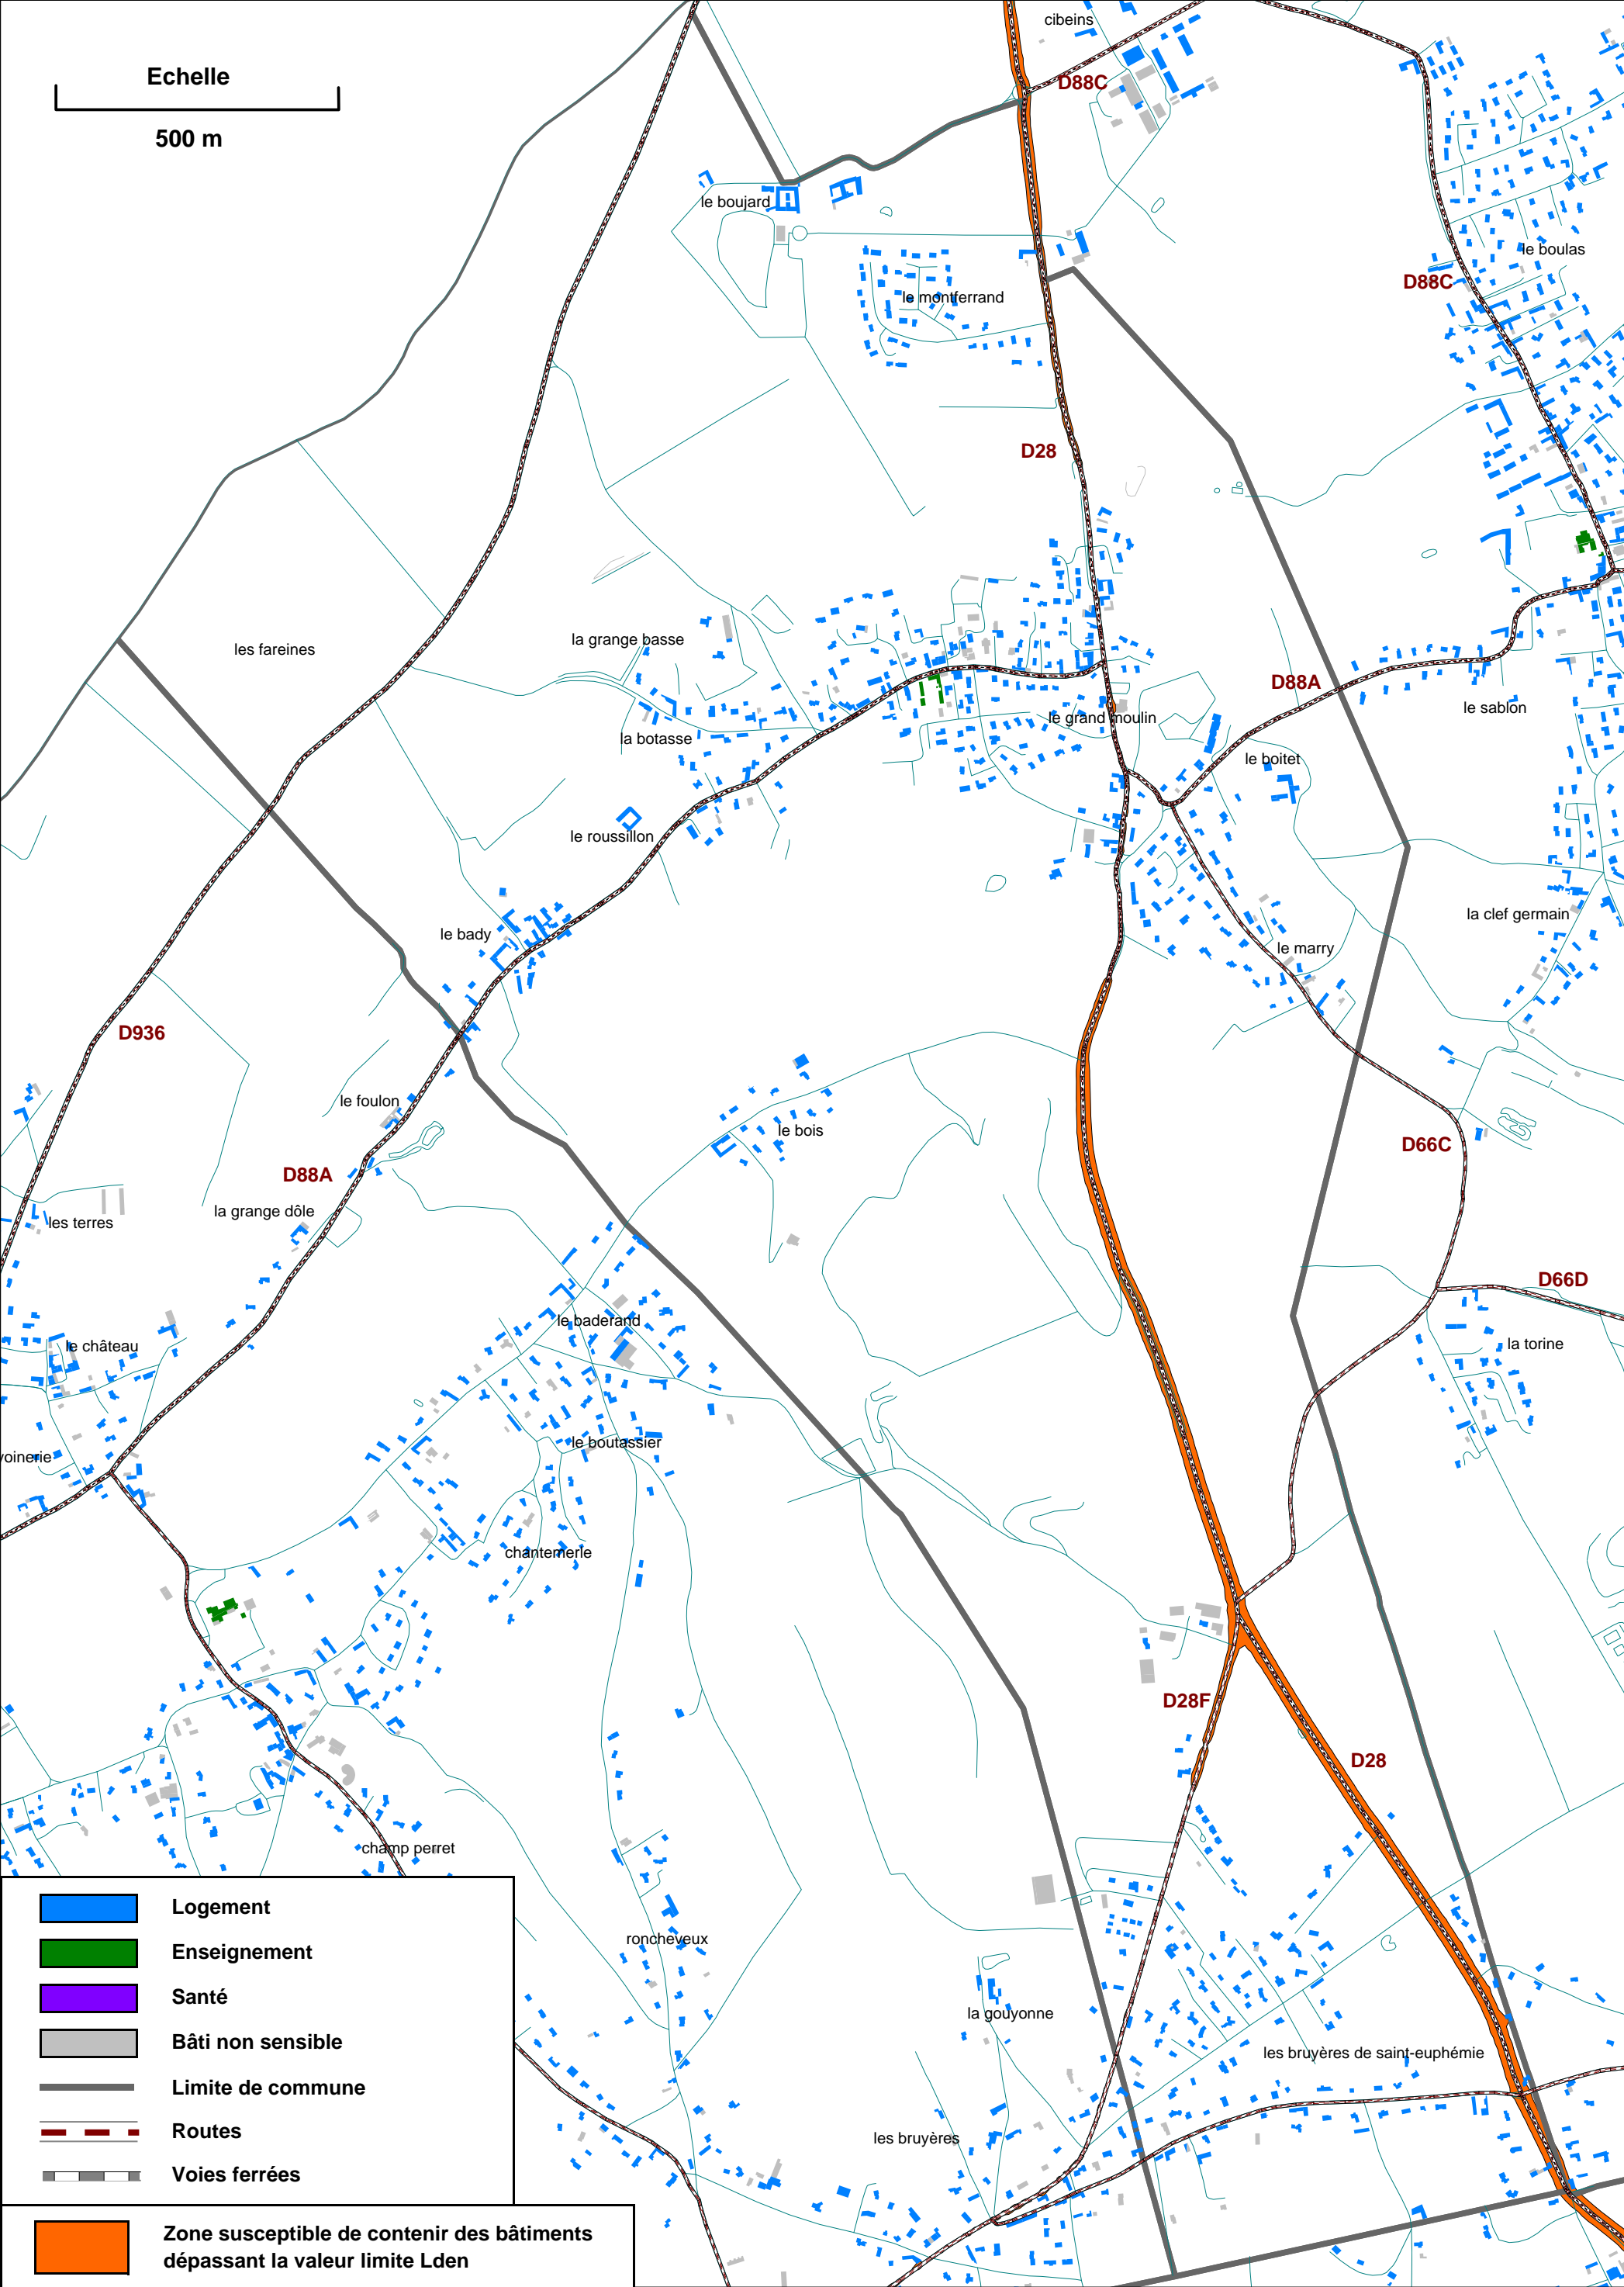 cibeins
Echelle
D88C
500 m
le boujard
le boulas
D88C
le montferrand
D28
la grange basse
les fareines
D88A
le sablon
le grand moulin
la botasse
le boitet
le roussillon
la clef germain
le bady
le marry
D936
le foulon
le bois
D66C
D88A
la grange dôle
les terres
D66D
le baderand
la torine
le château
le boutassier
voinerie
chantemerle
D28F
D28
champ perret
Logement
roncheveux
Enseignement
Santé
la gouyonne
Bâti non sensible
les bruyères de saint-euphémie
Limite de commune
Routes
les bruyères
Voies ferrées
Zone susceptible de contenir des bâtiments
dépassant la valeur limite Lden